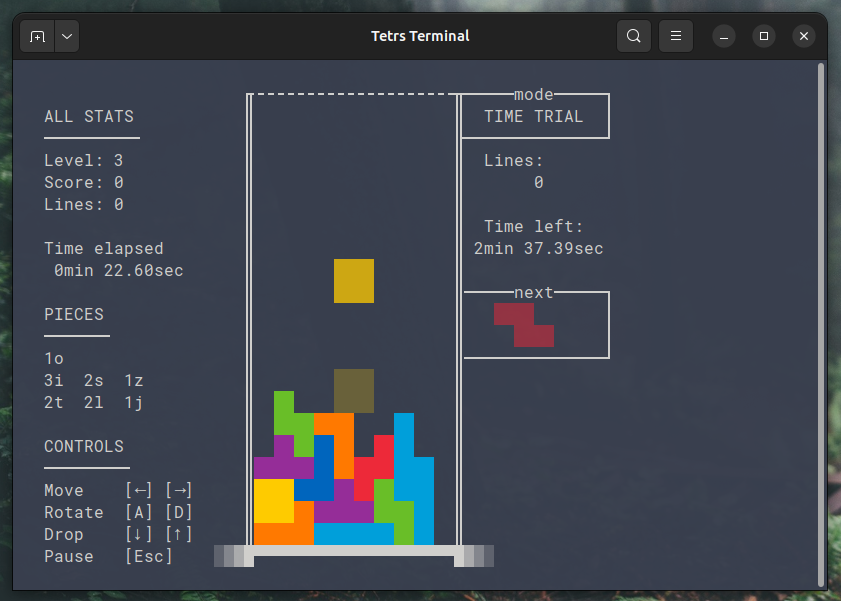 Tetrs Terminal
ALL STATS
Level: 3
Score: 0
Lines: 0
Time elapsed
0min 22.60sec
PIECES
1o
3i 2s 1z
2t 2l 1j
CONTROLS
Move [←] [→]
Rotate [A] [D]
Drop [↓] [↑]
Pause [Esc]
mode
TIME TRIAL
Lines:
0
Time left:
2min 37.39sec
next